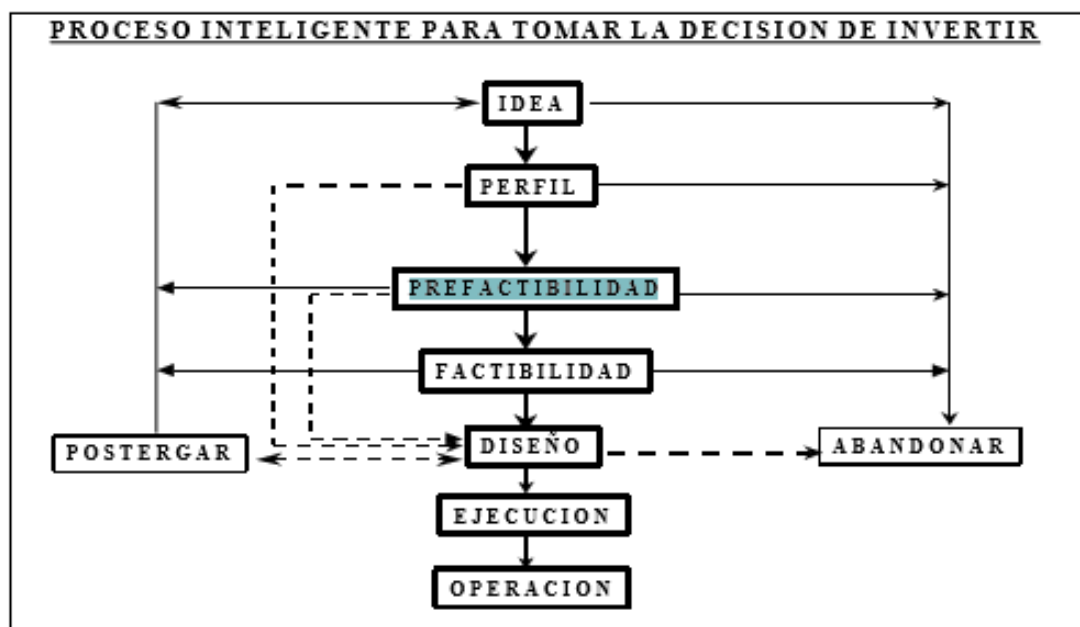 PROCESO INTELIGENTE PARA TOMAR LA DECISION DE INVERTIR
IDEA
PERFIL
PREFACTIBILIDAD
FACTIBILIDAD
POSTERGAR
DISEÑO
ABANDONAR
EJECUCION
OPERACION